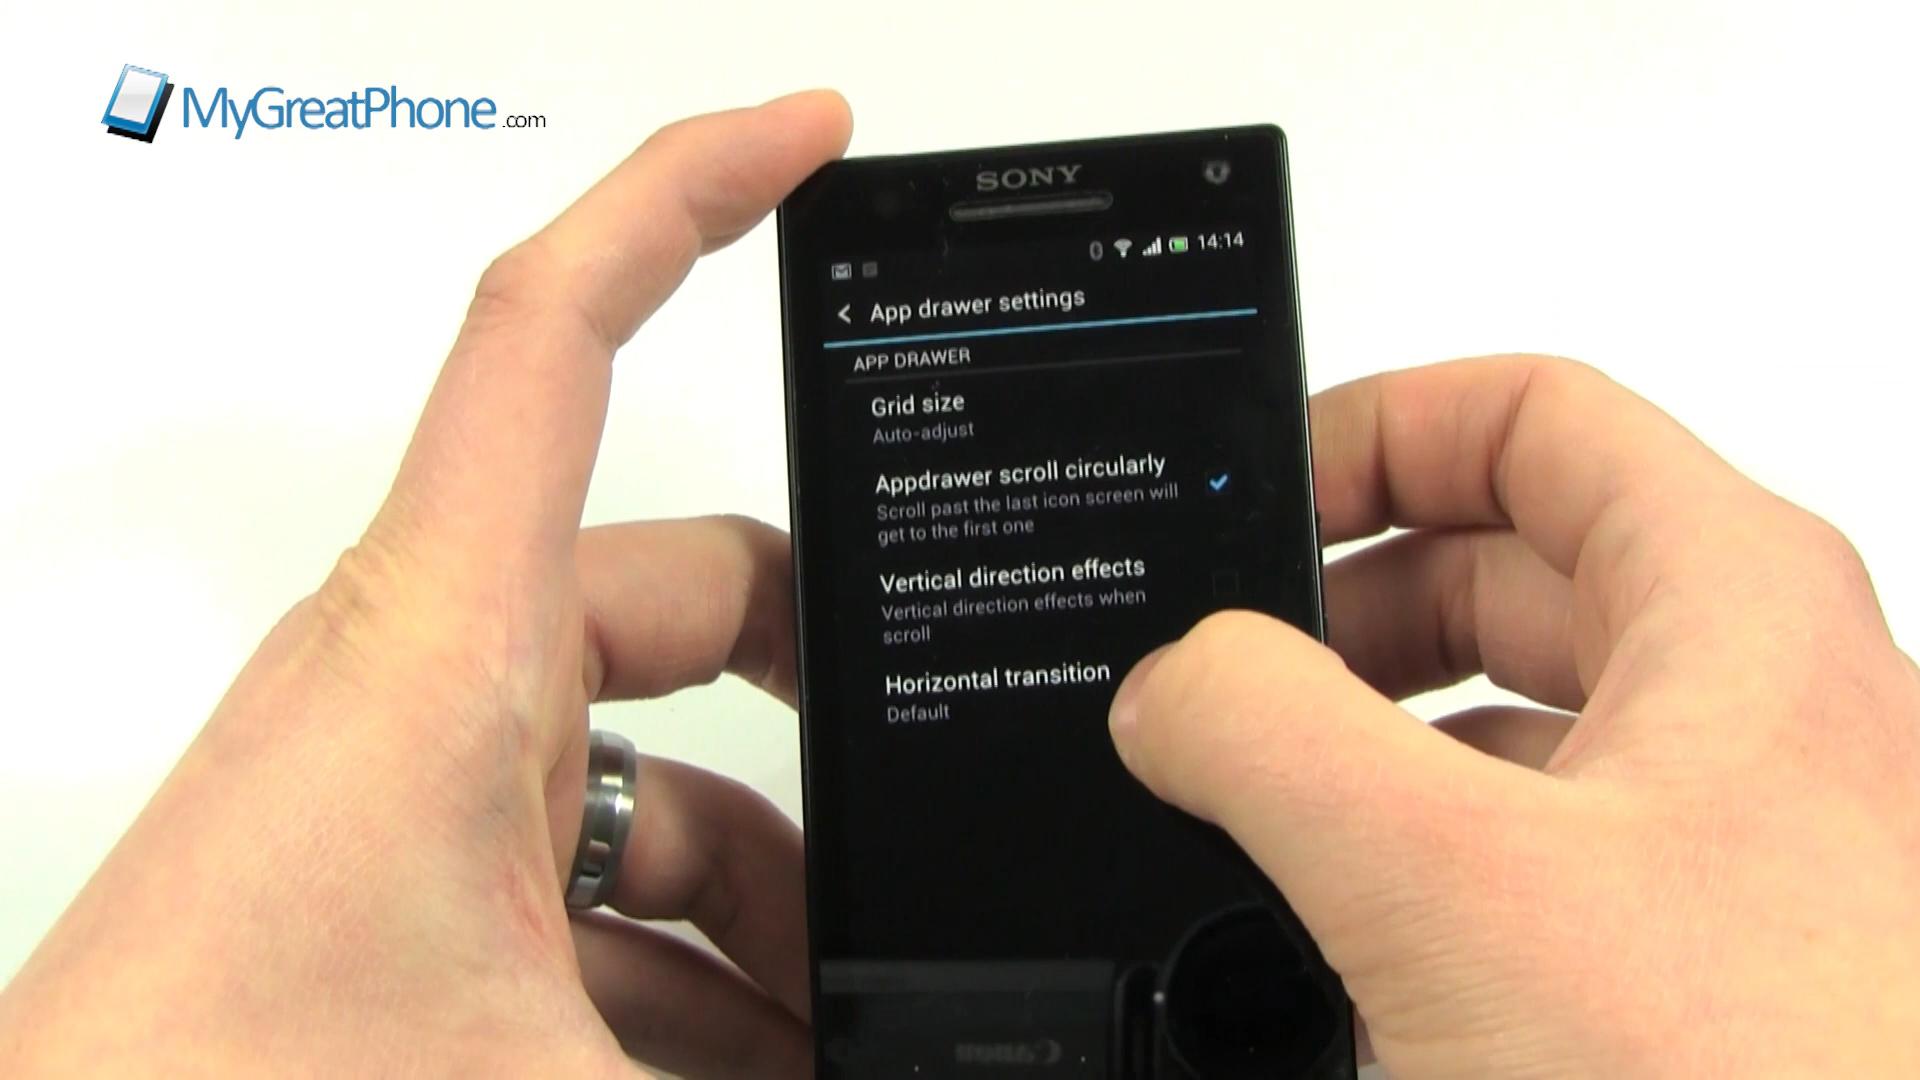 MyGreatPhone.com
SONY
14:14
< App drawer settings
APP DRAWER
Grid size
Auto-adjust
Appdrawer scroll circularly
Scroll past the last icon screen will
get to the first one
Vertical direction effects
Vertical direction effects when
scroll
Horizontal transition
Default
Canon